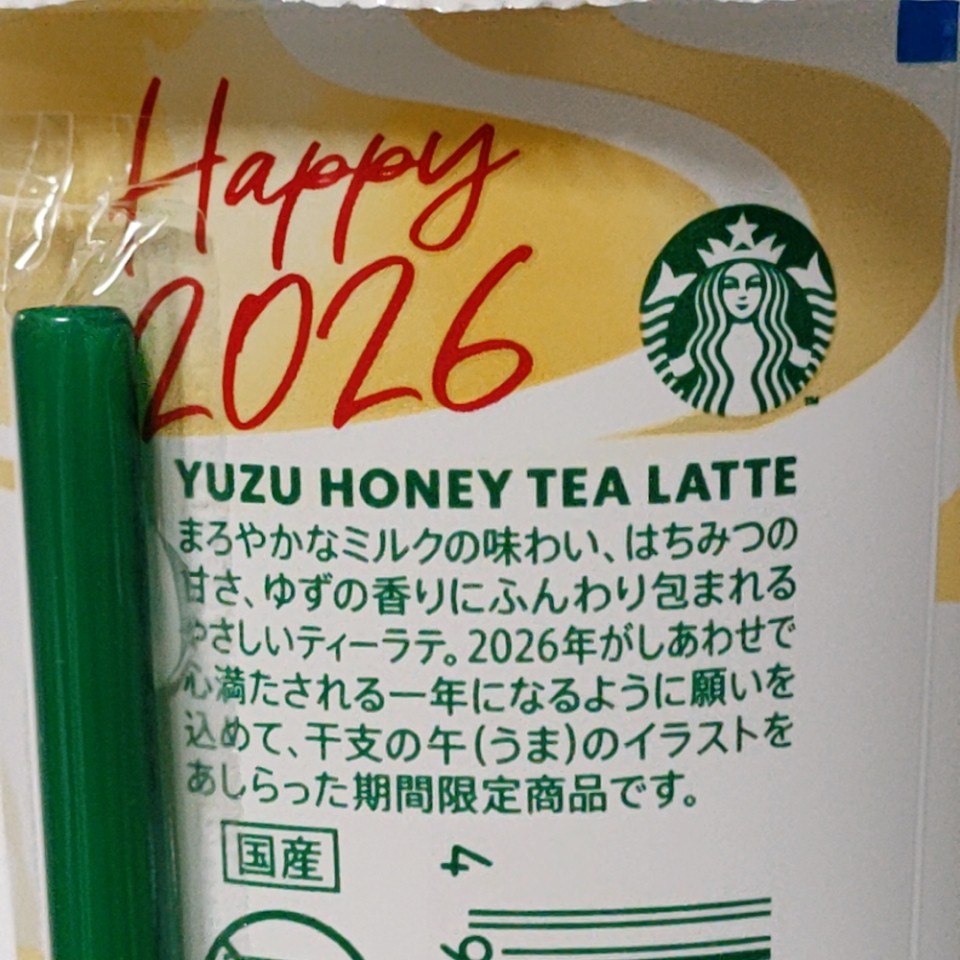 Happy
2026
YUZU HONEY TEA LATTE
まろやかなミルクの味わい、はちみつの
甘さ、ゆずの香りにふんわり包まれる
やさしいティーラテ。2026年がしあわせで
心満たされる一年になるように願いを
込めて、干支の午(うま)のイラストを
あしらった期間限定商品です。
国産
4